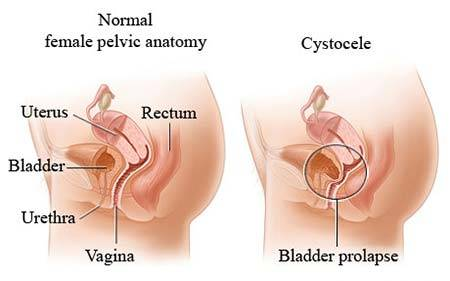 Normal
female pelvic anatomy
Cystocele
Uterus
Rectum
Bladder
Urethra
Vagina
Bladder prolapse